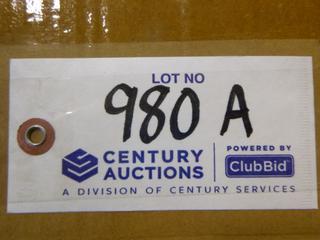 LOT NO
980 A
CENTURY AUCTIONS
POWERED BY
ClubBid
A DIVISION OF CENTURY SERVICES